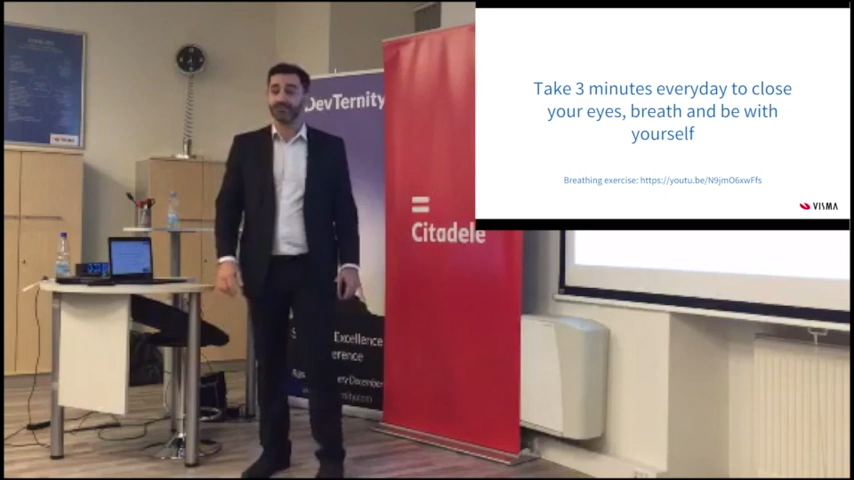 Take 3 minutes everyday to close
your eyes, breath and be with
yourself
Breathing exercise: https://youtu.be/N9jmO6xwFfs
VISMA
DevTernity
Citadele
Excellence
erence
December